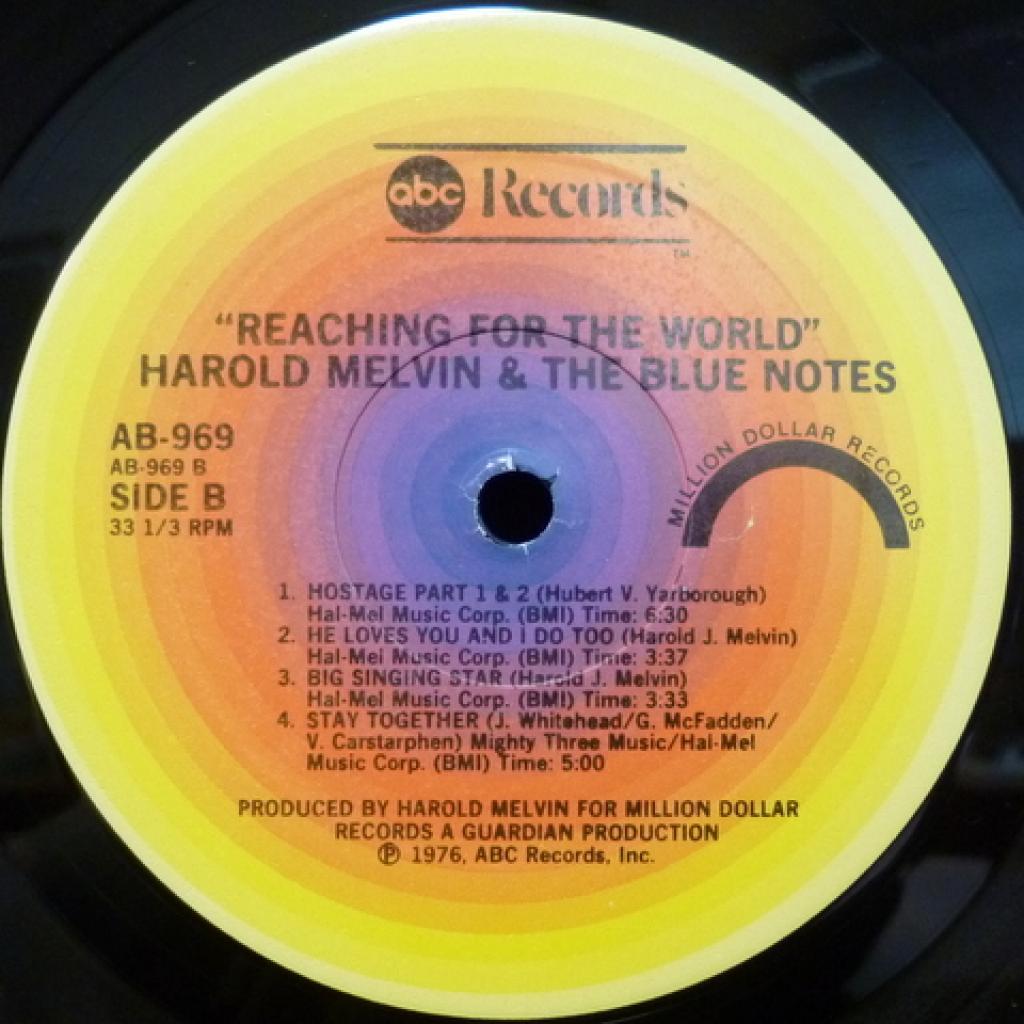 abc Records
TM
"REACHING FOR THE WORLD"
HAROLD MELVIN & THE BLUE NOTES
AB-969
AB-969 B
SIDE B
33 1/3 RPM
MILLION DOLLAR RECORDS
1. HOSTAGE PART 1 & 2 (Hubert V. Yarborough)
Hal-Mel Music Corp. (BMI) Time: 6:30
2. HE LOVES YOU AND I DO TOO (Harold J. Melvin)
Hal-Mel Music Corp. (BMI) Time: 3:37
3. BIG SINGING STAR (Harold J. Melvin)
Hal-Mel Music Corp. (BMI) Time: 3:33
4. STAY TOGETHER (J. Whitehead/G. McFadden/
V. Carstarphen) Mighty Three Music/Hal-Mel
Music Corp. (BMI) Time: 5:00
PRODUCED BY HAROLD MELVIN FOR MILLION DOLLAR
RECORDS A GUARDIAN PRODUCTION
℗ 1976, ABC Records, Inc.